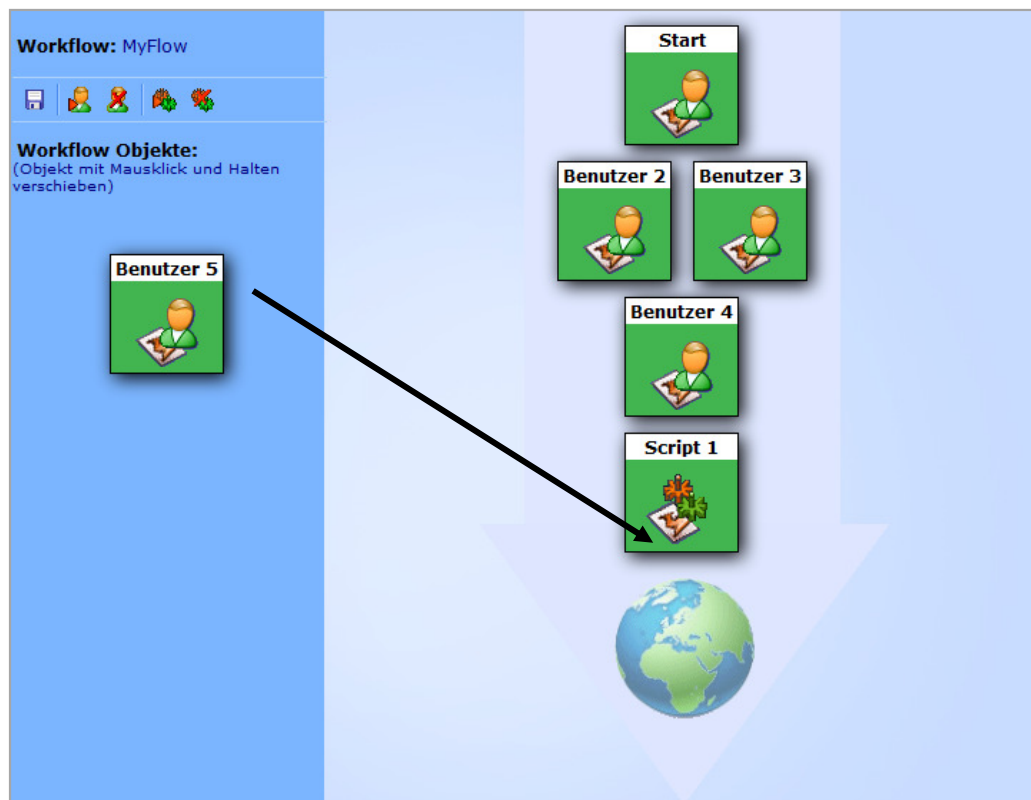 Workflow: MyFlow
Workflow Objekte:
(Objekt mit Mausklick und Halten
verschieben)
Benutzer 5
Start
Benutzer 2
Benutzer 3
Benutzer 4
Script 1